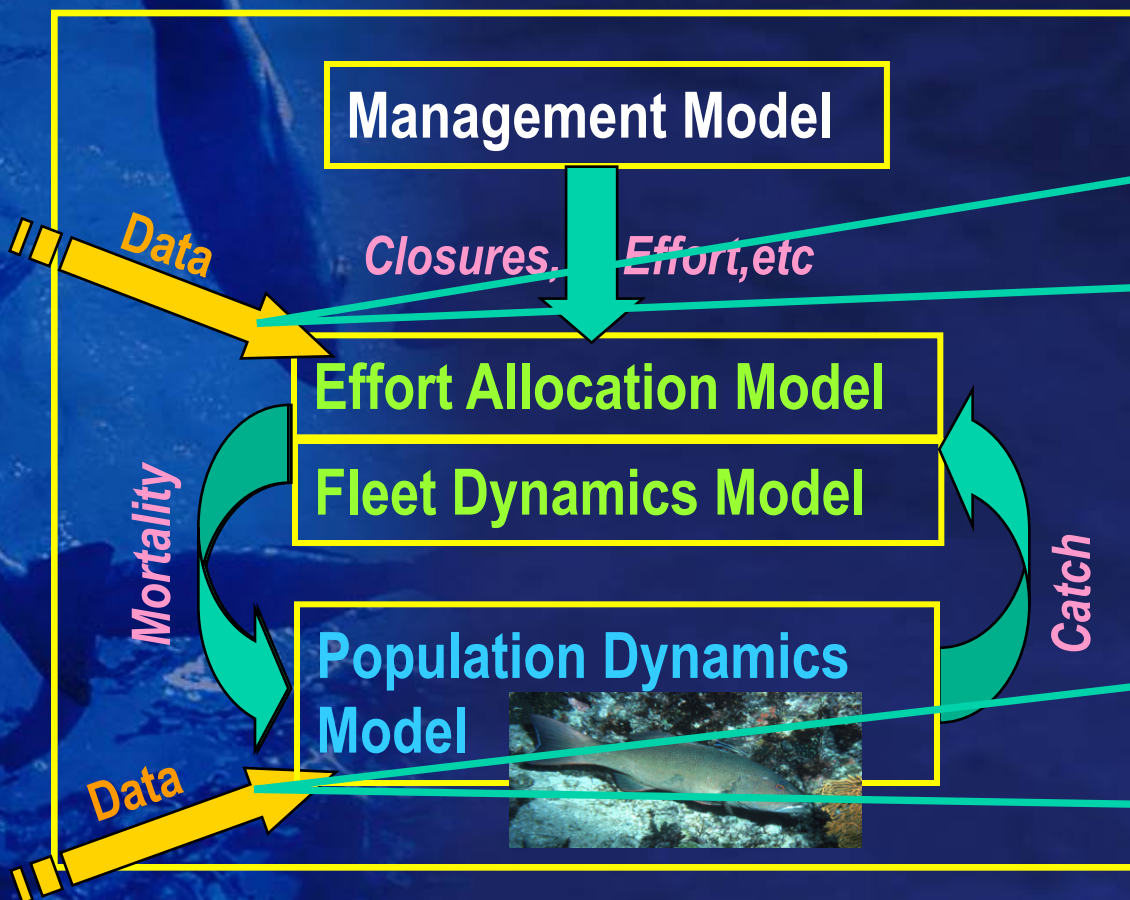 Management Model
Data
Closures, Effort,etc
Effort Allocation Model
Fleet Dynamics Model
Mortality
Catch
Population Dynamics
Model
Data